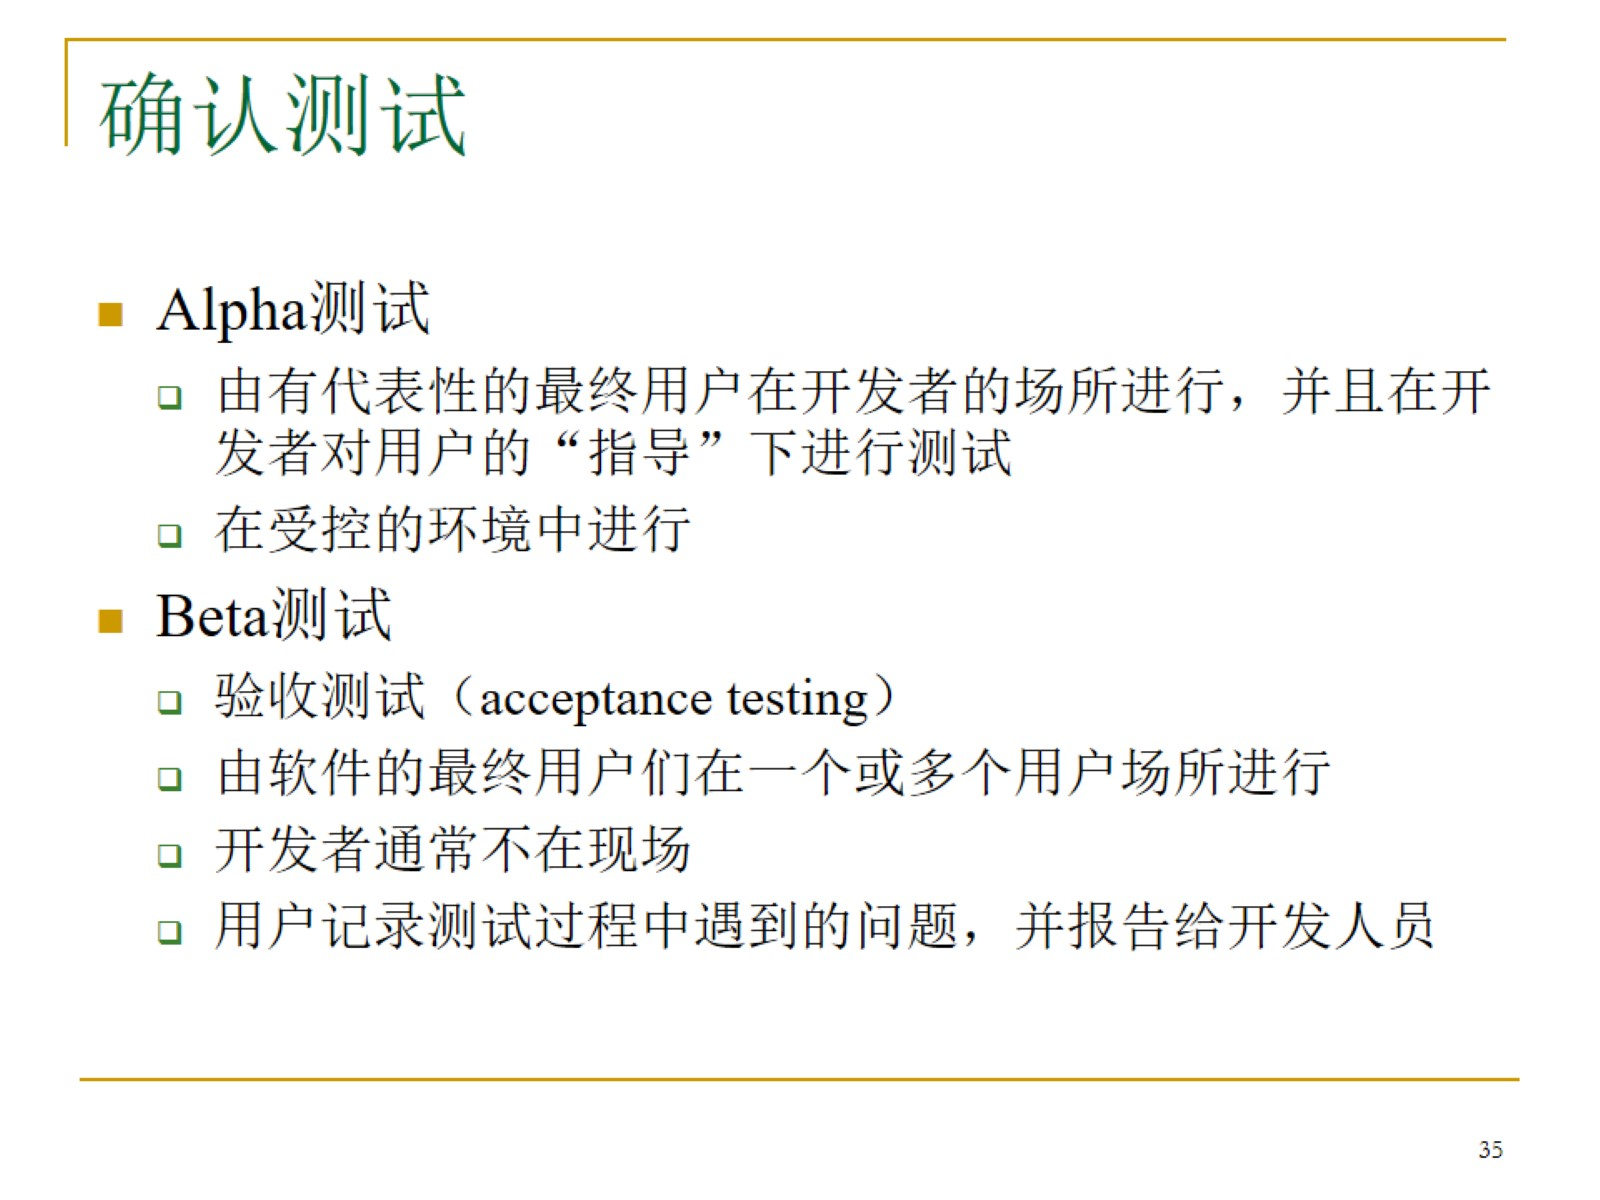 确认测试
Alpha测试
由有代表性的最终用户在开发者的场所进行，并且在开
发者对用户的“指导”下进行测试
在受控的环境中进行
Beta测试
验收测试（acceptance testing）
由软件的最终用户们在一个或多个用户场所进行
开发者通常不在现场
用户记录测试过程中遇到的问题，并报告给开发人员
35